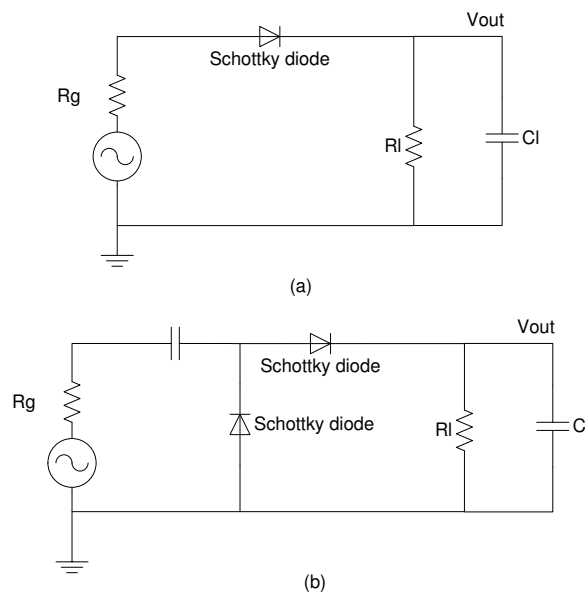 Vout
Schottky diode
Rg
Rl
Cl
(a)
Vout
Schottky diode
Rg
Schottky diode
Rl
C
(b)